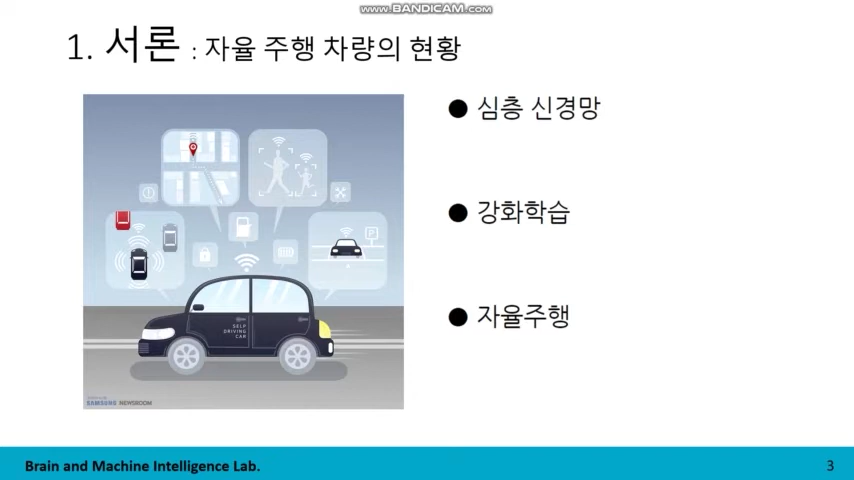 www.BANDICAM.com
1. 서론 : 자율 주행 차량의 현황
● 심층 신경망
● 강화학습
● 자율주행
P
SELF
DRIVING
CAR
SAMSUNG NEWSROOM
Brain and Machine Intelligence Lab.
3